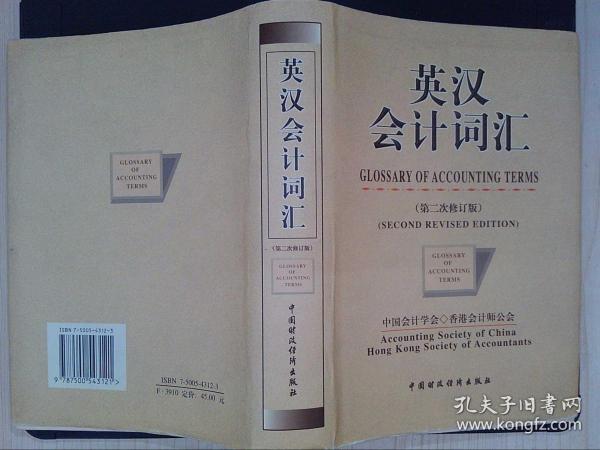 GLOSSARY
OF
ACCOUNTING
TERMS
ISBN 7-5005-4312-3
9 787500 543121 >
ISBN 7-5005-4312-3
F·3910 定价:45.00 元
英汉会计词汇
(第二次修订版)
GLOSSARY
OF
ACCOUNTING
TERMS
中国财政经济出版社
英汉
会计词汇
GLOSSARY OF ACCOUNTING TERMS
(第二次修订版)
(SECOND REVISED EDITION)
GLOSSARY
OF
ACCOUNTING
TERMS
中国会计学会◇香港会计师公会
Accounting Society of China
Hong Kong Society of Accountants
中国财政经济出版社
孔夫子旧书网
www.kongfz.com